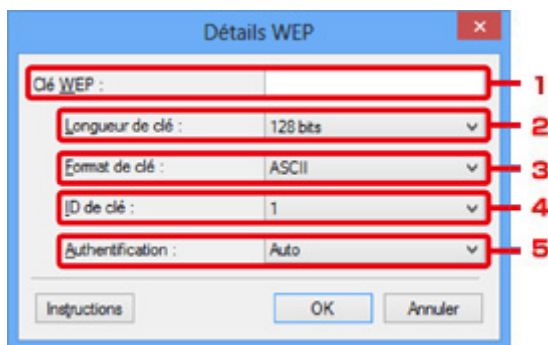 Détails WEP
Clé WEP : 1
Longueur de clé : 128 bits 2
Format de clé : ASCII 3
ID de clé : 1 4
Authentification : Auto 5
Instructions OK Annuler